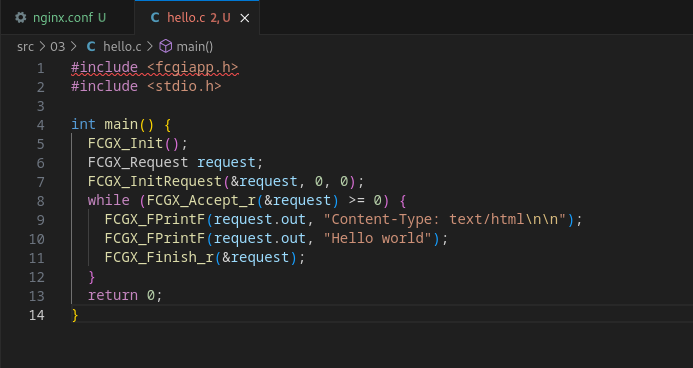 nginx.conf U
C hello.c 2, U
src > 03 > C hello.c > main()
1 #include <fcgiapp.h>
2 #include <stdio.h>
3
4 int main() {
5 FCGX_Init();
6 FCGX_Request request;
7 FCGX_InitRequest(&request, 0, 0);
8 while (FCGX_Accept_r(&request) >= 0) {
9 FCGX_FPrintF(request.out, "Content-Type: text/html\n\n");
10 FCGX_FPrintF(request.out, "Hello world");
11 FCGX_Finish_r(&request);
12 }
13 return 0;
14 }